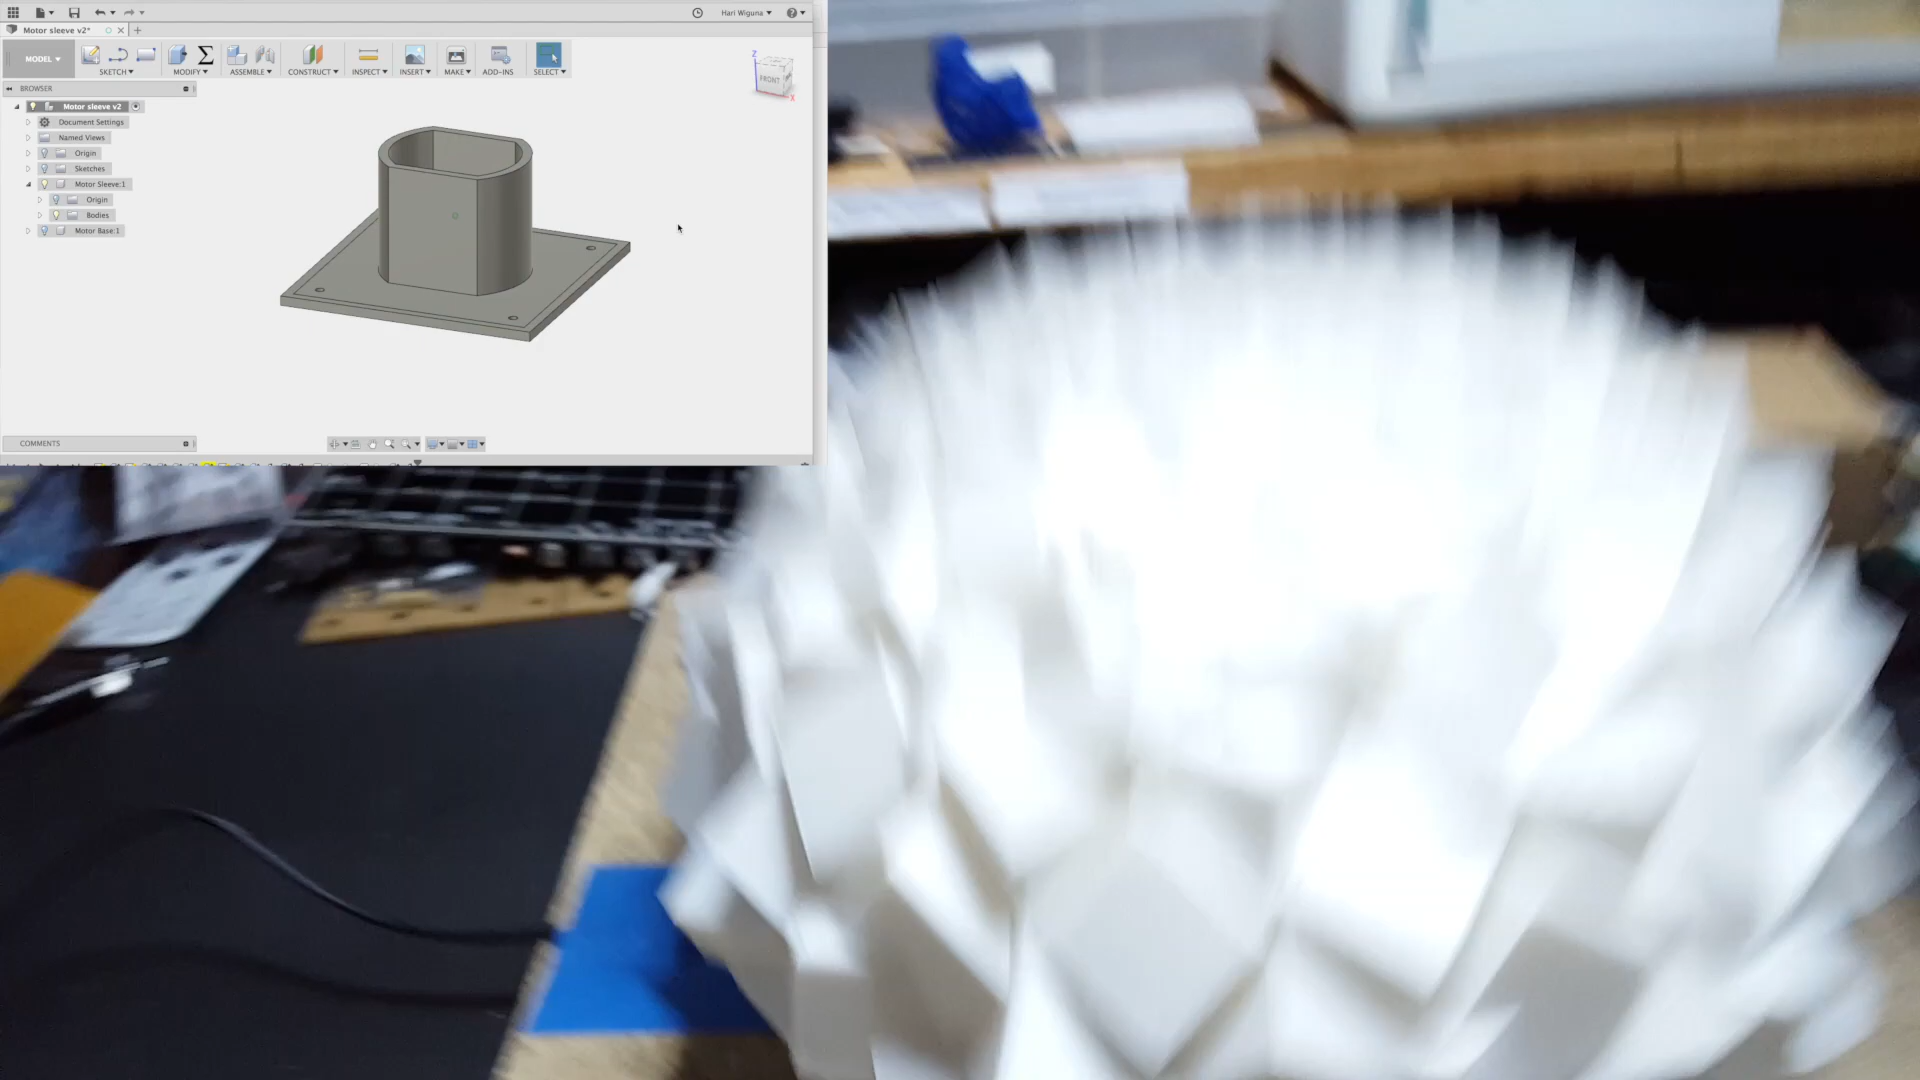 Hari Wiguna
Motor sleeve v2*
MODEL
SKETCH
MODIFY
ASSEMBLE
CONSTRUCT
INSPECT
INSERT
MAKE
ADD-INS
SELECT
Z
FRONT
X
BROWSER
Motor sleeve v2
Document Settings
Named Views
Origin
Sketches
Motor Sleeve:1
Origin
Bodies
Motor Base:1
COMMENTS